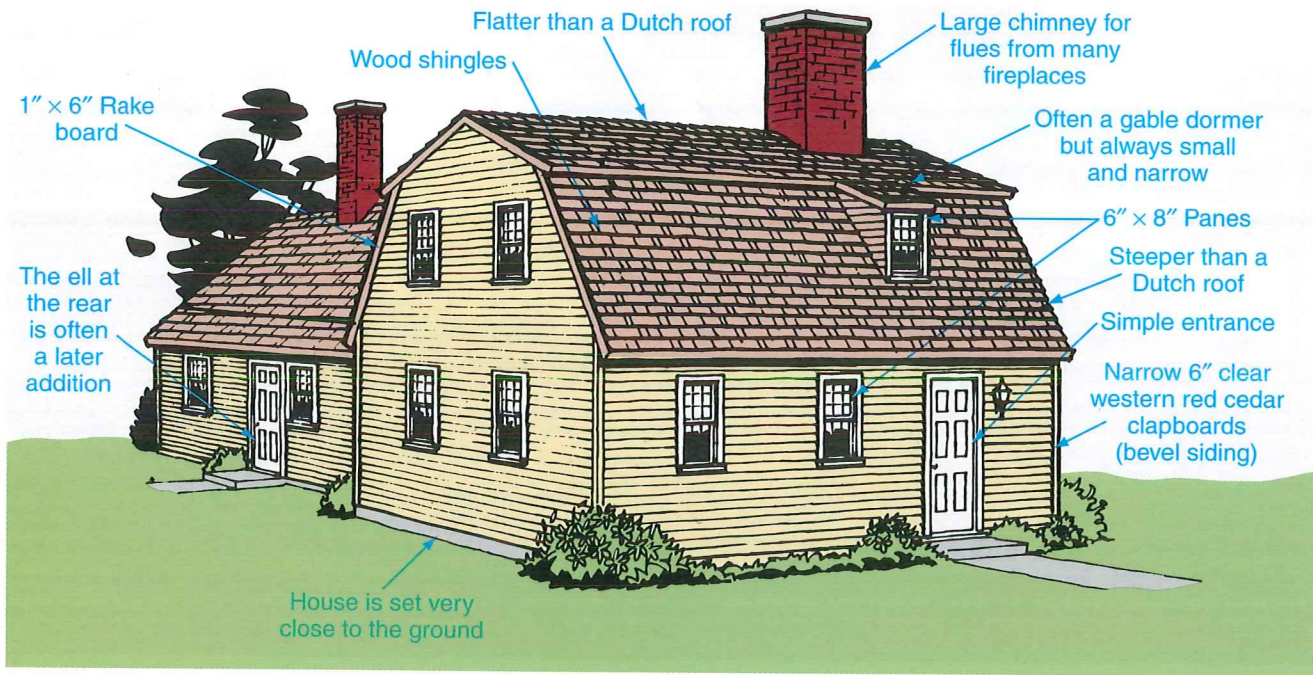 Flatter than a Dutch roof
Large chimney for
flues from many
fireplaces
Wood shingles
1″ × 6″ Rake
board
Often a gable dormer
but always small
and narrow
6″ × 8″ Panes
The ell at
the rear
is often
a later
addition
Steeper than a
Dutch roof
Simple entrance
Narrow 6″ clear
western red cedar
clapboards
(bevel siding)
House is set very
close to the ground